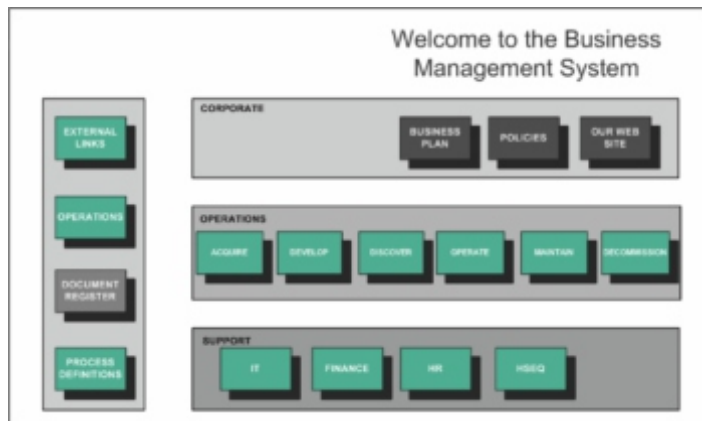 Welcome to the Business
Management System
EXTERNAL
LINKS
OPERATIONS
DOCUMENT
REGISTER
PROCESS
DEFINITIONS
CORPORATE
BUSINESS
PLAN
POLICIES
OUR WEB
SITE
OPERATIONS
ACQUIRE
DEVELOP
DISCOVER
OPERATE
MAINTAIN
DECOMMISSION
SUPPORT
IT
FINANCE
HR
HSEQ